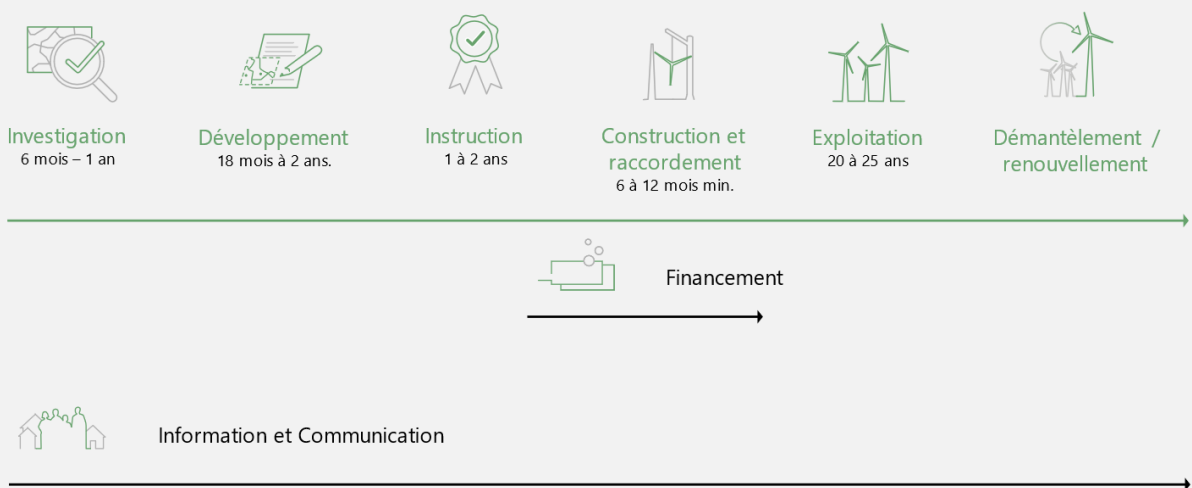 Investigation
6 mois – 1 an
Développement
18 mois à 2 ans.
Instruction
1 à 2 ans
Construction et
raccordement
6 à 12 mois min.
Exploitation
20 à 25 ans
Démantèlement /
renouvellement
Financement
Information et Communication